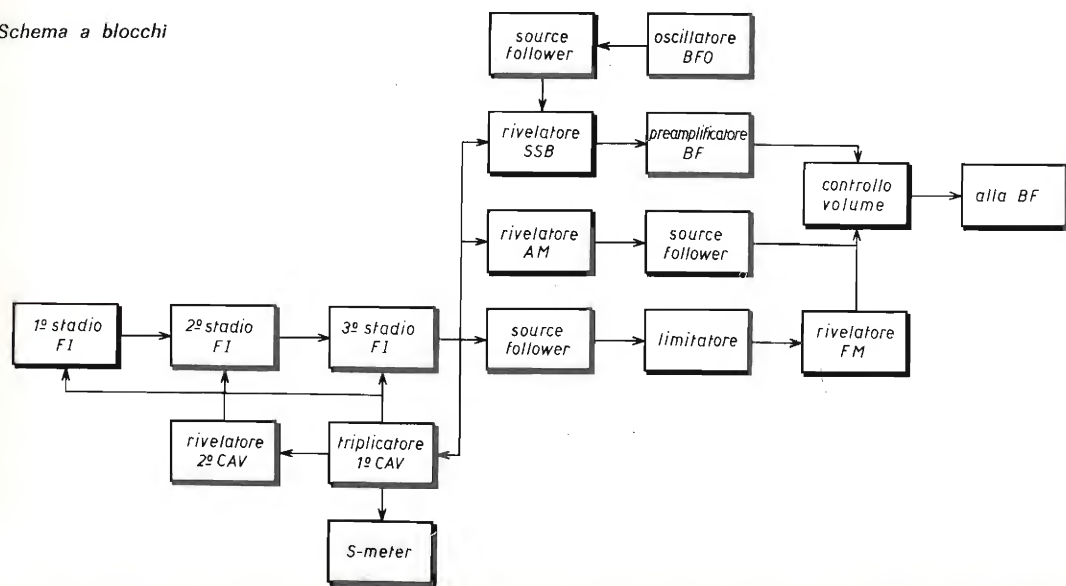 Schema a blocchi
source
follower
oscillatore
BFO
rivelatore
SSB
preamplificatore
BF
controllo
volume
alla BF
rivelatore
AM
source
follower
1º stadio
FI
2º stadio
FI
3º stadio
FI
source
follower
limitatore
rivelatore
FM
rivelatore
2º CAV
triplicatore
1º CAV
S-meter